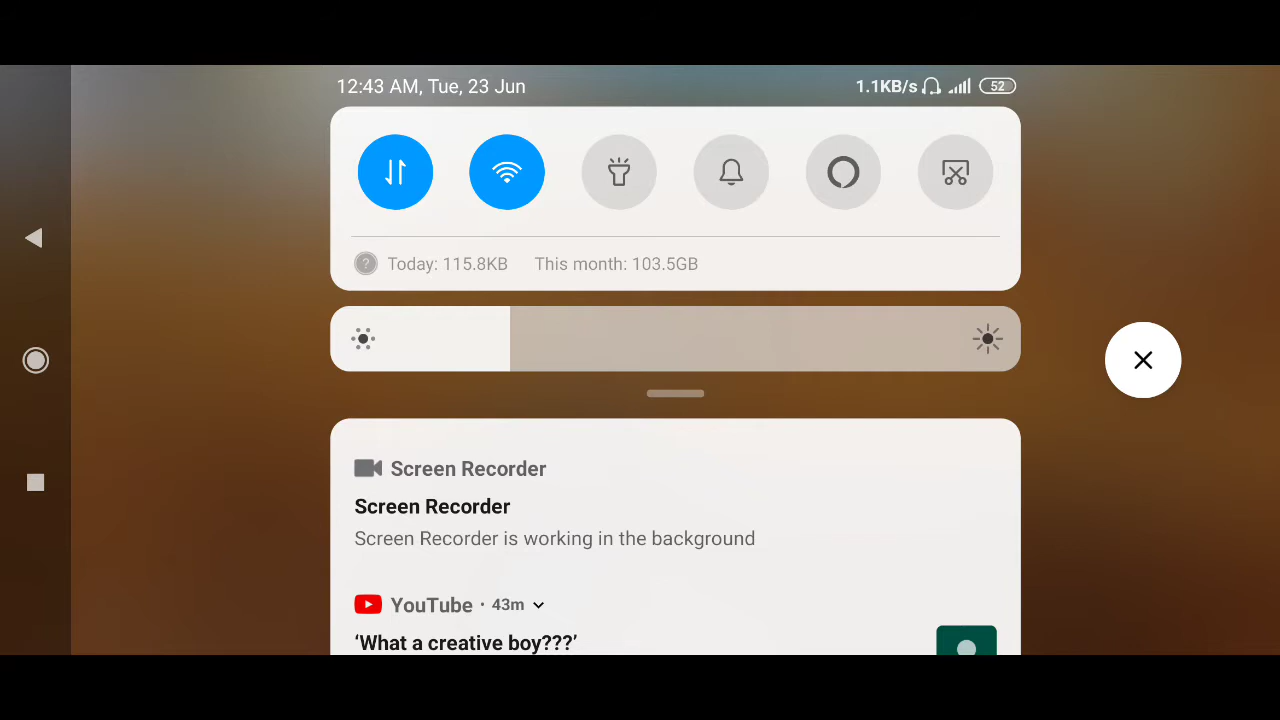 12:43 AM, Tue, 23 Jun 1.1KB/s 52
Today: 115.8KB This month: 103.5GB
Screen Recorder
Screen Recorder
Screen Recorder is working in the background
YouTube · 43m
‘What a creative boy???’